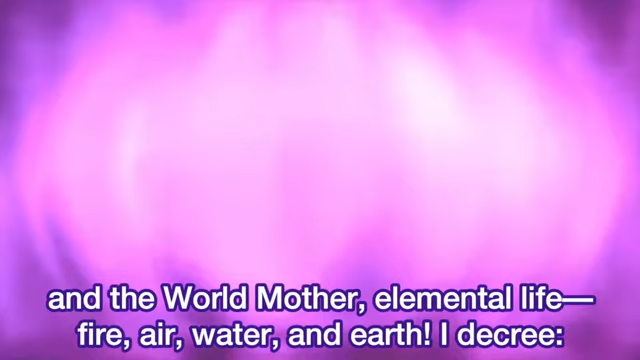 and the World Mother, elemental life—
fire, air, water, and earth! I decree: